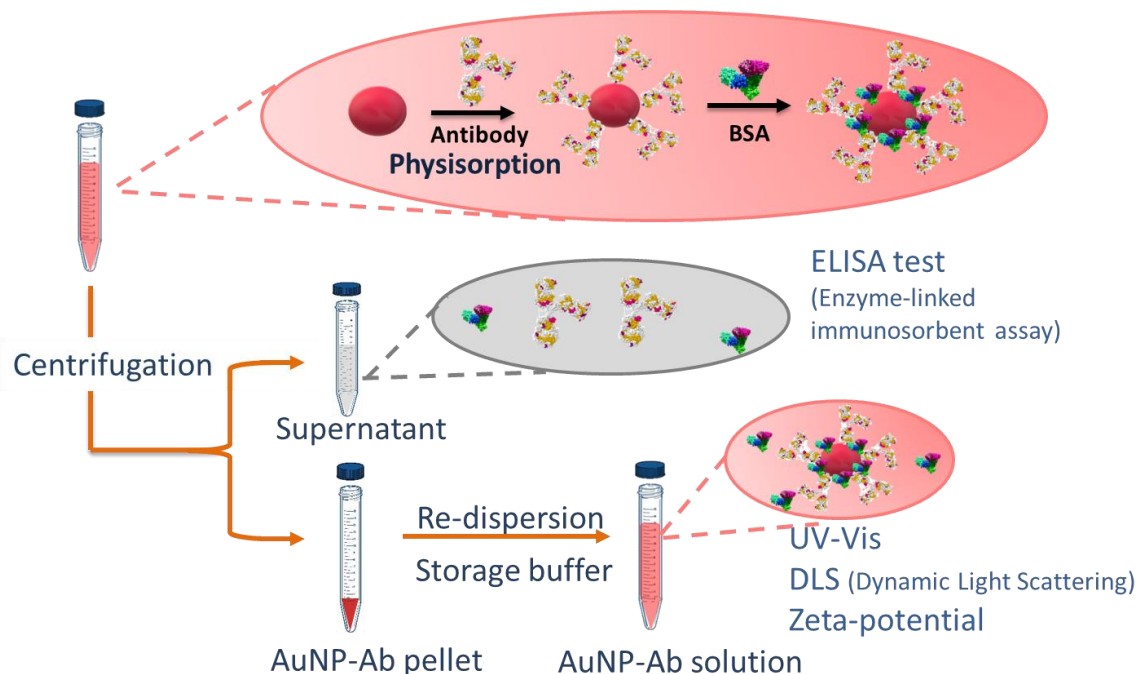 Antibody
Physisorption
BSA
ELISA test
(Enzyme-linked
immunosorbent assay)
Centrifugation
Supernatant
Re-dispersion
Storage buffer
UV-Vis
DLS (Dynamic Light Scattering)
Zeta-potential
AuNP-Ab pellet
AuNP-Ab solution